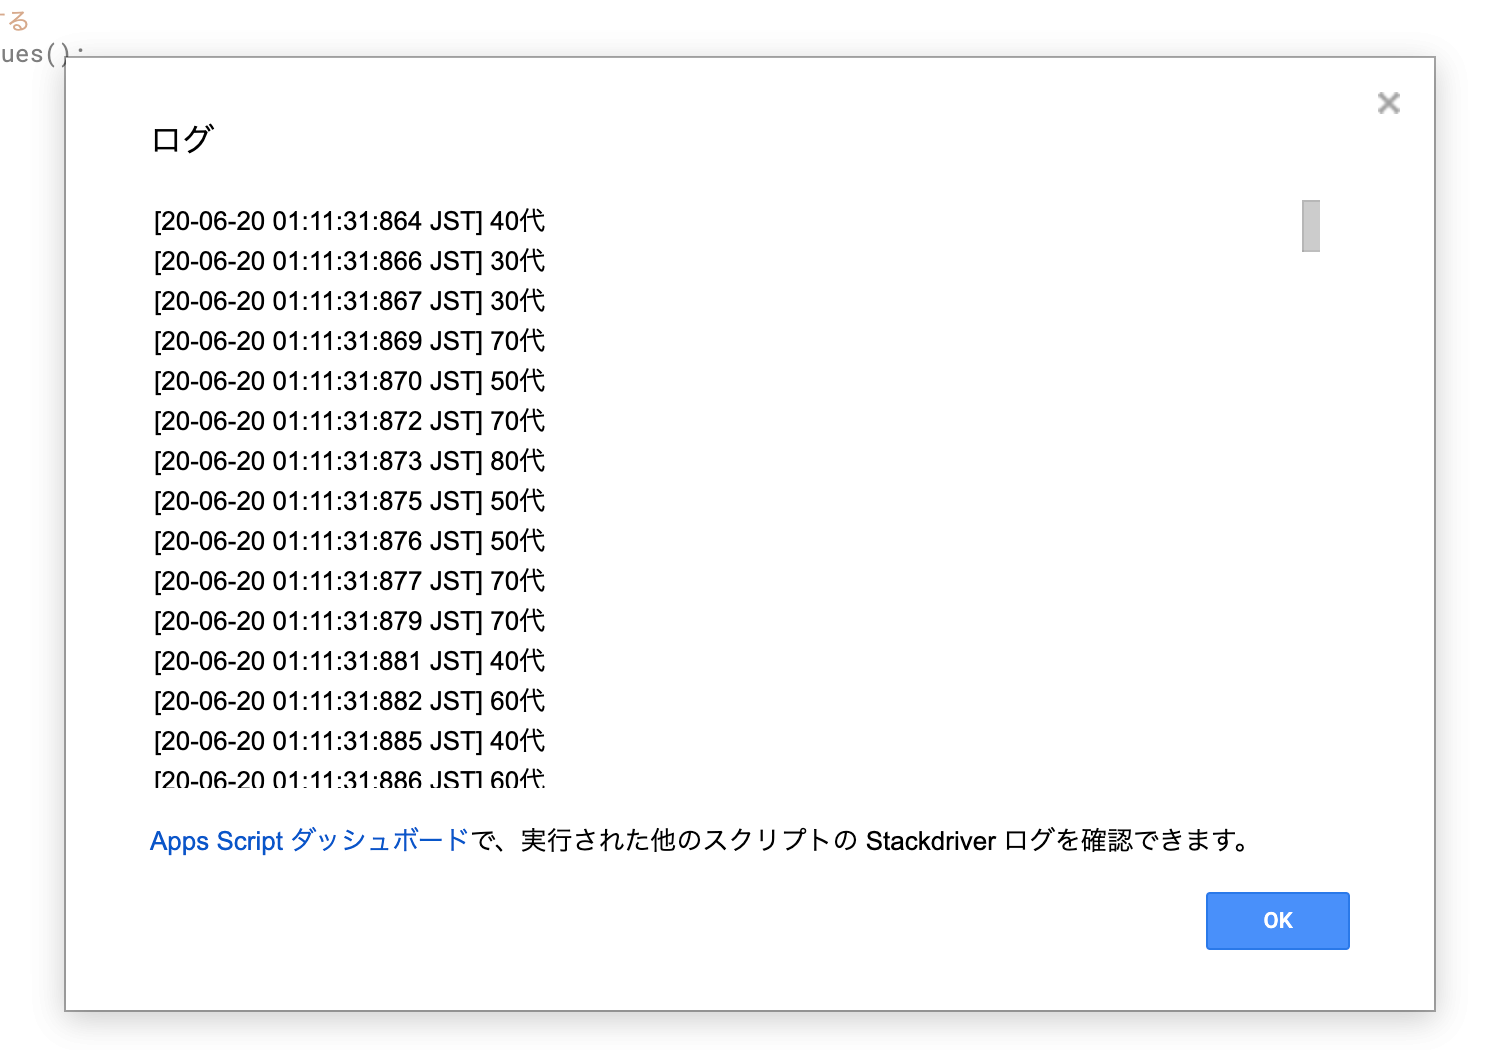 する
ues();
ログ
[20-06-20 01:11:31:864 JST] 40代
[20-06-20 01:11:31:866 JST] 30代
[20-06-20 01:11:31:867 JST] 30代
[20-06-20 01:11:31:869 JST] 70代
[20-06-20 01:11:31:870 JST] 50代
[20-06-20 01:11:31:872 JST] 70代
[20-06-20 01:11:31:873 JST] 80代
[20-06-20 01:11:31:875 JST] 50代
[20-06-20 01:11:31:876 JST] 50代
[20-06-20 01:11:31:877 JST] 70代
[20-06-20 01:11:31:879 JST] 70代
[20-06-20 01:11:31:881 JST] 40代
[20-06-20 01:11:31:882 JST] 60代
[20-06-20 01:11:31:885 JST] 40代
[20-06-20 01:11:31:886 JST] 60代
Apps Script ダッシュボードで、実行された他のスクリプトの Stackdriver ログを確認できます。
OK